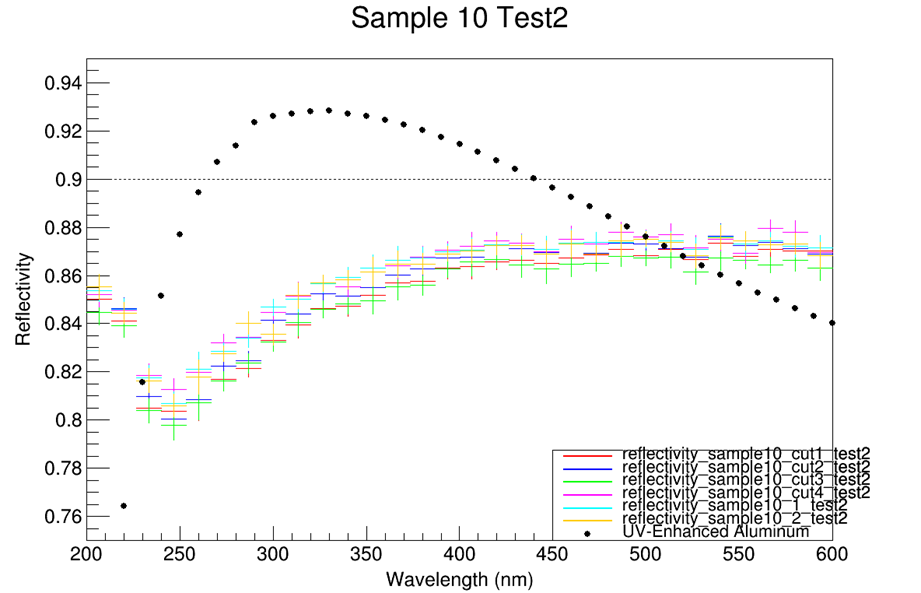 Sample 10 Test2
Reflectivity
0.94
0.92
0.9
0.88
0.86
0.84
0.82
0.8
0.78
0.76
reflectivity_sample10_cut1_test2
reflectivity_sample10_cut2_test2
reflectivity_sample10_cut3_test2
reflectivity_sample10_cut4_test2
reflectivity_sample10_1_test2
reflectivity_sample10_2_test2
UV-Enhanced Aluminum
200 250 300 350 400 450 500 550 600
Wavelength (nm)